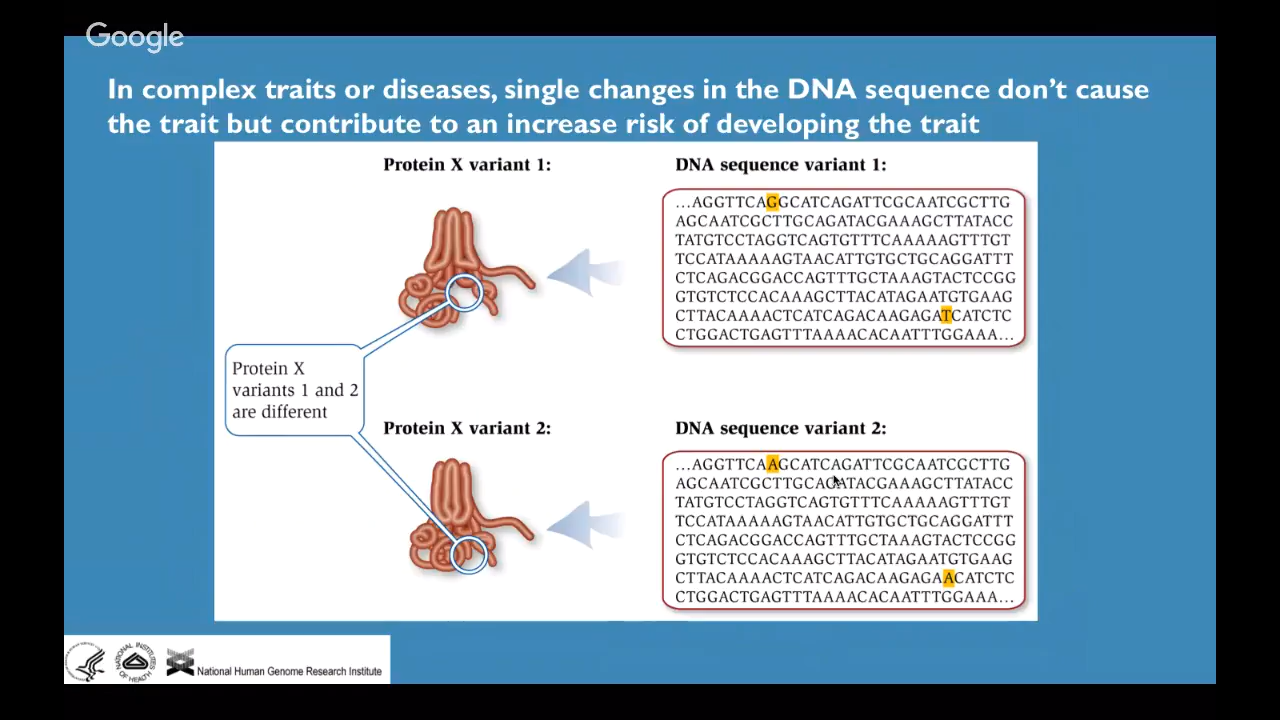 Google
In complex traits or diseases, single changes in the DNA sequence don't cause
the trait but contribute to an increase risk of developing the trait
Protein X variant 1:
DNA sequence variant 1:
...AGGTTCAGGCATCAGATTCGCAATCGCTTG
AGCAATCGCTTGCAGATACGAAAGCTTATACC
TATGTCCTAGGTCAGTGTTTCAAAAAGTTTGT
TCCATAAAAAGTAACATTGTGCTGCAGGATTT
CTCAGACGGACCAGTTTGCTAAAGTACTCCGG
GTGTCTCCACAAAGCTTACATAGAATGTGAAG
CTTACAAAACTCATCAGACAAGAGATCATCTC
CTGGACTGAGTTTAAAACACAATTTGGAAA...
Protein X
variants 1 and 2
are different
Protein X variant 2:
DNA sequence variant 2:
...AGGTTCAAGCATCAGATTCGCAATCGCTTG
AGCAATCGCTTGCAGATACGAAAGCTTATACC
TATGTCCTAGGTCAGTGTTTCAAAAAGTTTGT
TCCATAAAAAGTAACATTGTGCTGCAGGATTT
CTCAGACGGACCAGTTTGCTAAAGTACTCCGG
GTGTCTCCACAAAGCTTACATAGAATGTGAAG
CTTACAAAACTCATCAGACAAGAGAACATCTC
CTGGACTGAGTTTAAAACACAATTTGGAAA...
National Human Genome Research Institute